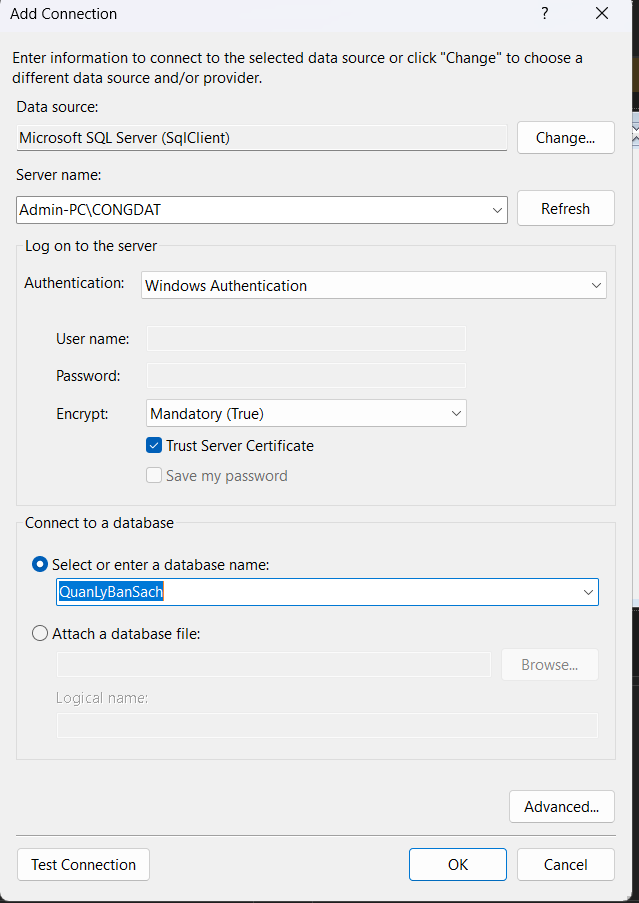 Add Connection
?
Enter information to connect to the selected data source or click "Change" to choose a
different data source and/or provider.
Data source:
Microsoft SQL Server (SqlClient)
Change...
Server name:
Admin-PC\CONGDAT
Refresh
Log on to the server
Authentication:
Windows Authentication
User name:
Password:
Encrypt:
Mandatory (True)
Trust Server Certificate
Save my password
Connect to a database
Select or enter a database name:
QuanLyBanSach
Attach a database file:
Browse...
Logical name:
Advanced...
Test Connection
OK
Cancel